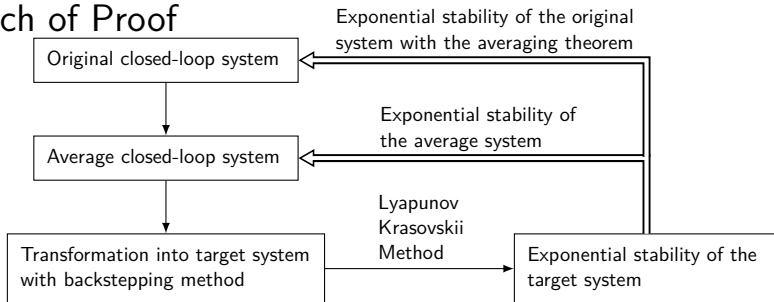 ch of Proof
Exponential stability of the original
system with the averaging theorem
Original closed-loop system
Exponential stability of
the average system
Average closed-loop system
Lyapunov
Krasovskii
Method
Transformation into target system
with backstepping method
Exponential stability of the
target system